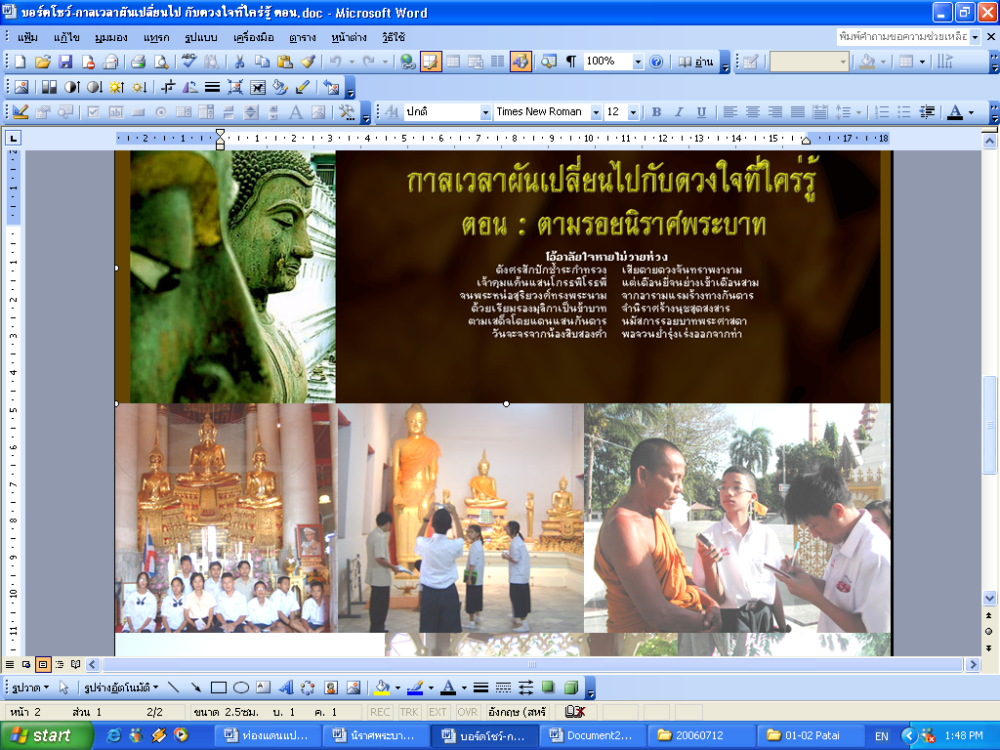 บอร์ดโชว์-กาลเวลาผันเปลี่ยนไป กับดวงใจที่ใคร่รู้ ตอน.doc - Microsoft Word
แฟ้ม แก้ไข มุมมอง แทรก รูปแบบ เครื่องมือ ตาราง หน้าต่าง วิธีใช้ พิมพ์คำถามขอความช่วยเหลือ
100% อ่าน
ปกติ Times New Roman 12 B I U
2 1 1 2 3 4 5 6 7 8 9 10 11 12 13 14 15 17 18
กาลเวลาผันเปลี่ยนไปกับดวงใจที่ใคร่รู้
ตอน : ตามรอยนิราศพระบาท
โอ้อาลัยใจหายไม่วายห่วง
ดังศรสักปักช้ำระกำทรวง เสียดายดวงจันทราพงางาม
เจ้าคุมแค้นแสนโกรธพิโรธพี่ แต่เดือนยี่จนย่างเข้าเดือนสาม
จนพระหน่อสุริยวงศ์ทรงพระนาม จากอารามแรมร้างทางกันดาร
ด้วยเรียมรองมุลิกาเป็นข้าบาท จำนิราศร้างนุชสุดสงสาร
ตามเสด็จโดยแดนแสนกันดาร นมัสการรอยบาทพระศาสดา
วันจะจรจากน้องสิบสองค่ำ พอจวนย่ำรุ่งเร่งออกจากท่า
รูปวาด รูปร่างอัตโนมัติ
หน้า 2 ส่วน 1 2/2 ขนาด 2.5ซม. บ. 1 ค. 1 REC TRK EXT OVR อังกฤษ (สหรั
start ท่องแดนแป... นิราศพระบา... บอร์ดโชว์-ก... Document2... 20060712 01-02 Patai EN 1:48 PM